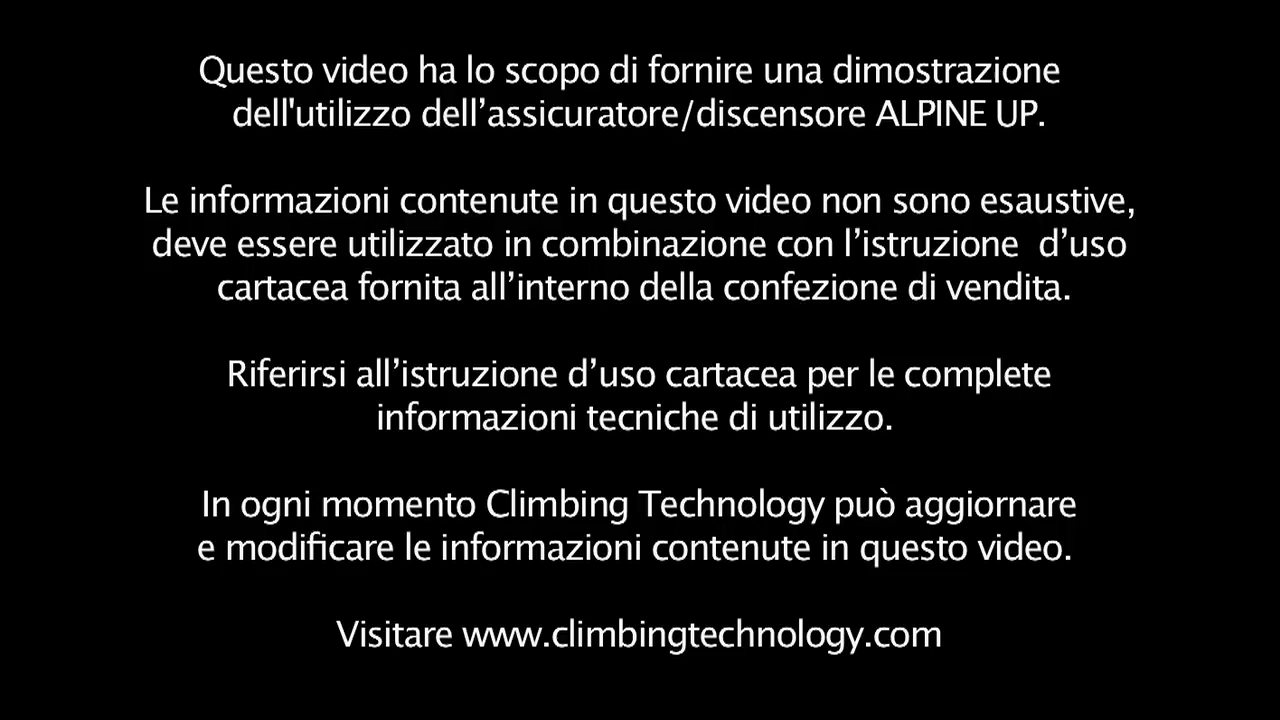 Questo video ha lo scopo di fornire una dimostrazione
dell'utilizzo dell’assicuratore/discensore ALPINE UP.
Le informazioni contenute in questo video non sono esaustive,
deve essere utilizzato in combinazione con l’istruzione  d’uso
cartacea fornita all’interno della confezione di vendita.
Riferirsi all’istruzione d’uso cartacea per le complete
informazioni tecniche di utilizzo.
In ogni momento Climbing Technology può aggiornare
e modificare le informazioni contenute in questo video.
Visitare www.climbingtechnology.com